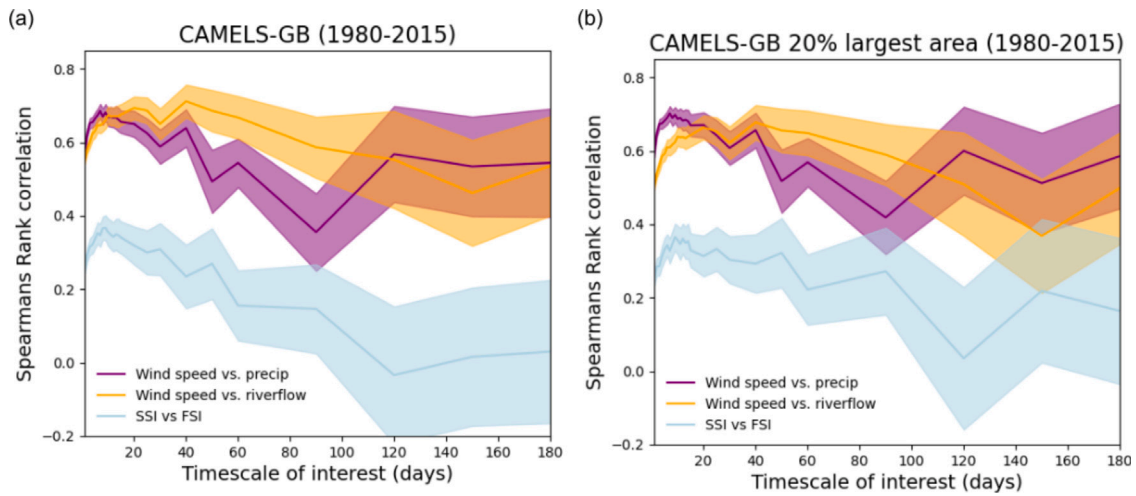 (a)
CAMELS-GB (1980-2015)
Spearmans Rank correlation
0.8
0.6
0.4
0.2
0.0
−0.2
Wind speed vs. precip
Wind speed vs. riverflow
SSI vs FSI
20 40 60 80 100 120 140 160 180
Timescale of interest (days)
(b)
CAMELS-GB 20% largest area (1980-2015)
Spearmans Rank correlation
0.8
0.6
0.4
0.2
0.0
−0.2
Wind speed vs. precip
Wind speed vs. riverflow
SSI vs FSI
20 40 60 80 100 120 140 160 180
Timescale of interest (days)